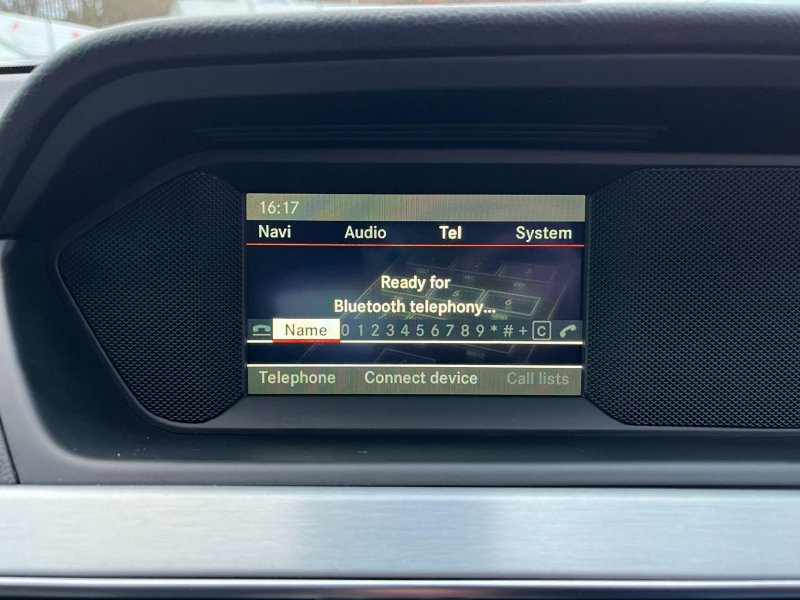 16:17
Navi Audio Tel System
Ready for
Bluetooth telephony...
Name 0 1 2 3 4 5 6 7 8 9 * # + C
Telephone Connect device Call lists